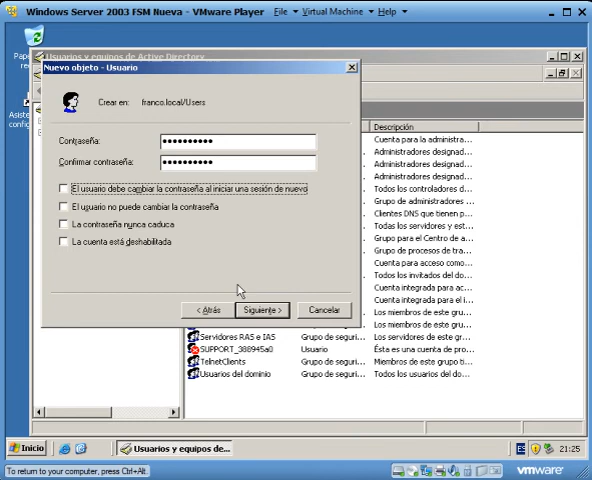 Windows Server 2003 FSM Nueva - VMware Player File Virtual Machine Help
Usuarios y equipos de Active Directory
Nuevo objeto - Usuario
Crear en: franco.local/Users
Contraseña:
Confirmar contraseña:
El usuario debe cambiar la contraseña al iniciar una sesión de nuevo
El usuario no puede cambiar la contraseña
La contraseña nunca caduca
La cuenta está deshabilitada
< Atrás
Siguiente >
Cancelar
Descripción
Cuenta para la administra...
Administradores designad...
Administradores designad...
Administradores designad...
Todos los controladores d...
Grupo de administradores ...
Clientes DNS que tienen p...
Todos los servidores y est...
Grupo para el Centro de a...
Grupo de procesos de tra...
Cuenta para acceso como...
Todos los invitados del do...
Cuenta integrada para ac...
Cuenta integrada para el i...
Los miembros de este gru...
Los miembros de este gru...
Servidores RAS e IAS Grupo de seguri... Los servidores de este gr...
SUPPORT_388945a0 Usuario Ésta es una cuenta de pro...
TelnetClients Grupo de seguri... Miembros de este grupo ti...
Usuarios del dominio Grupo de seguri... Todos los usuarios del do...
Inicio
Usuarios y equipos de...
ES
21:25
To return to your computer, press Ctrl+Alt.
vmware